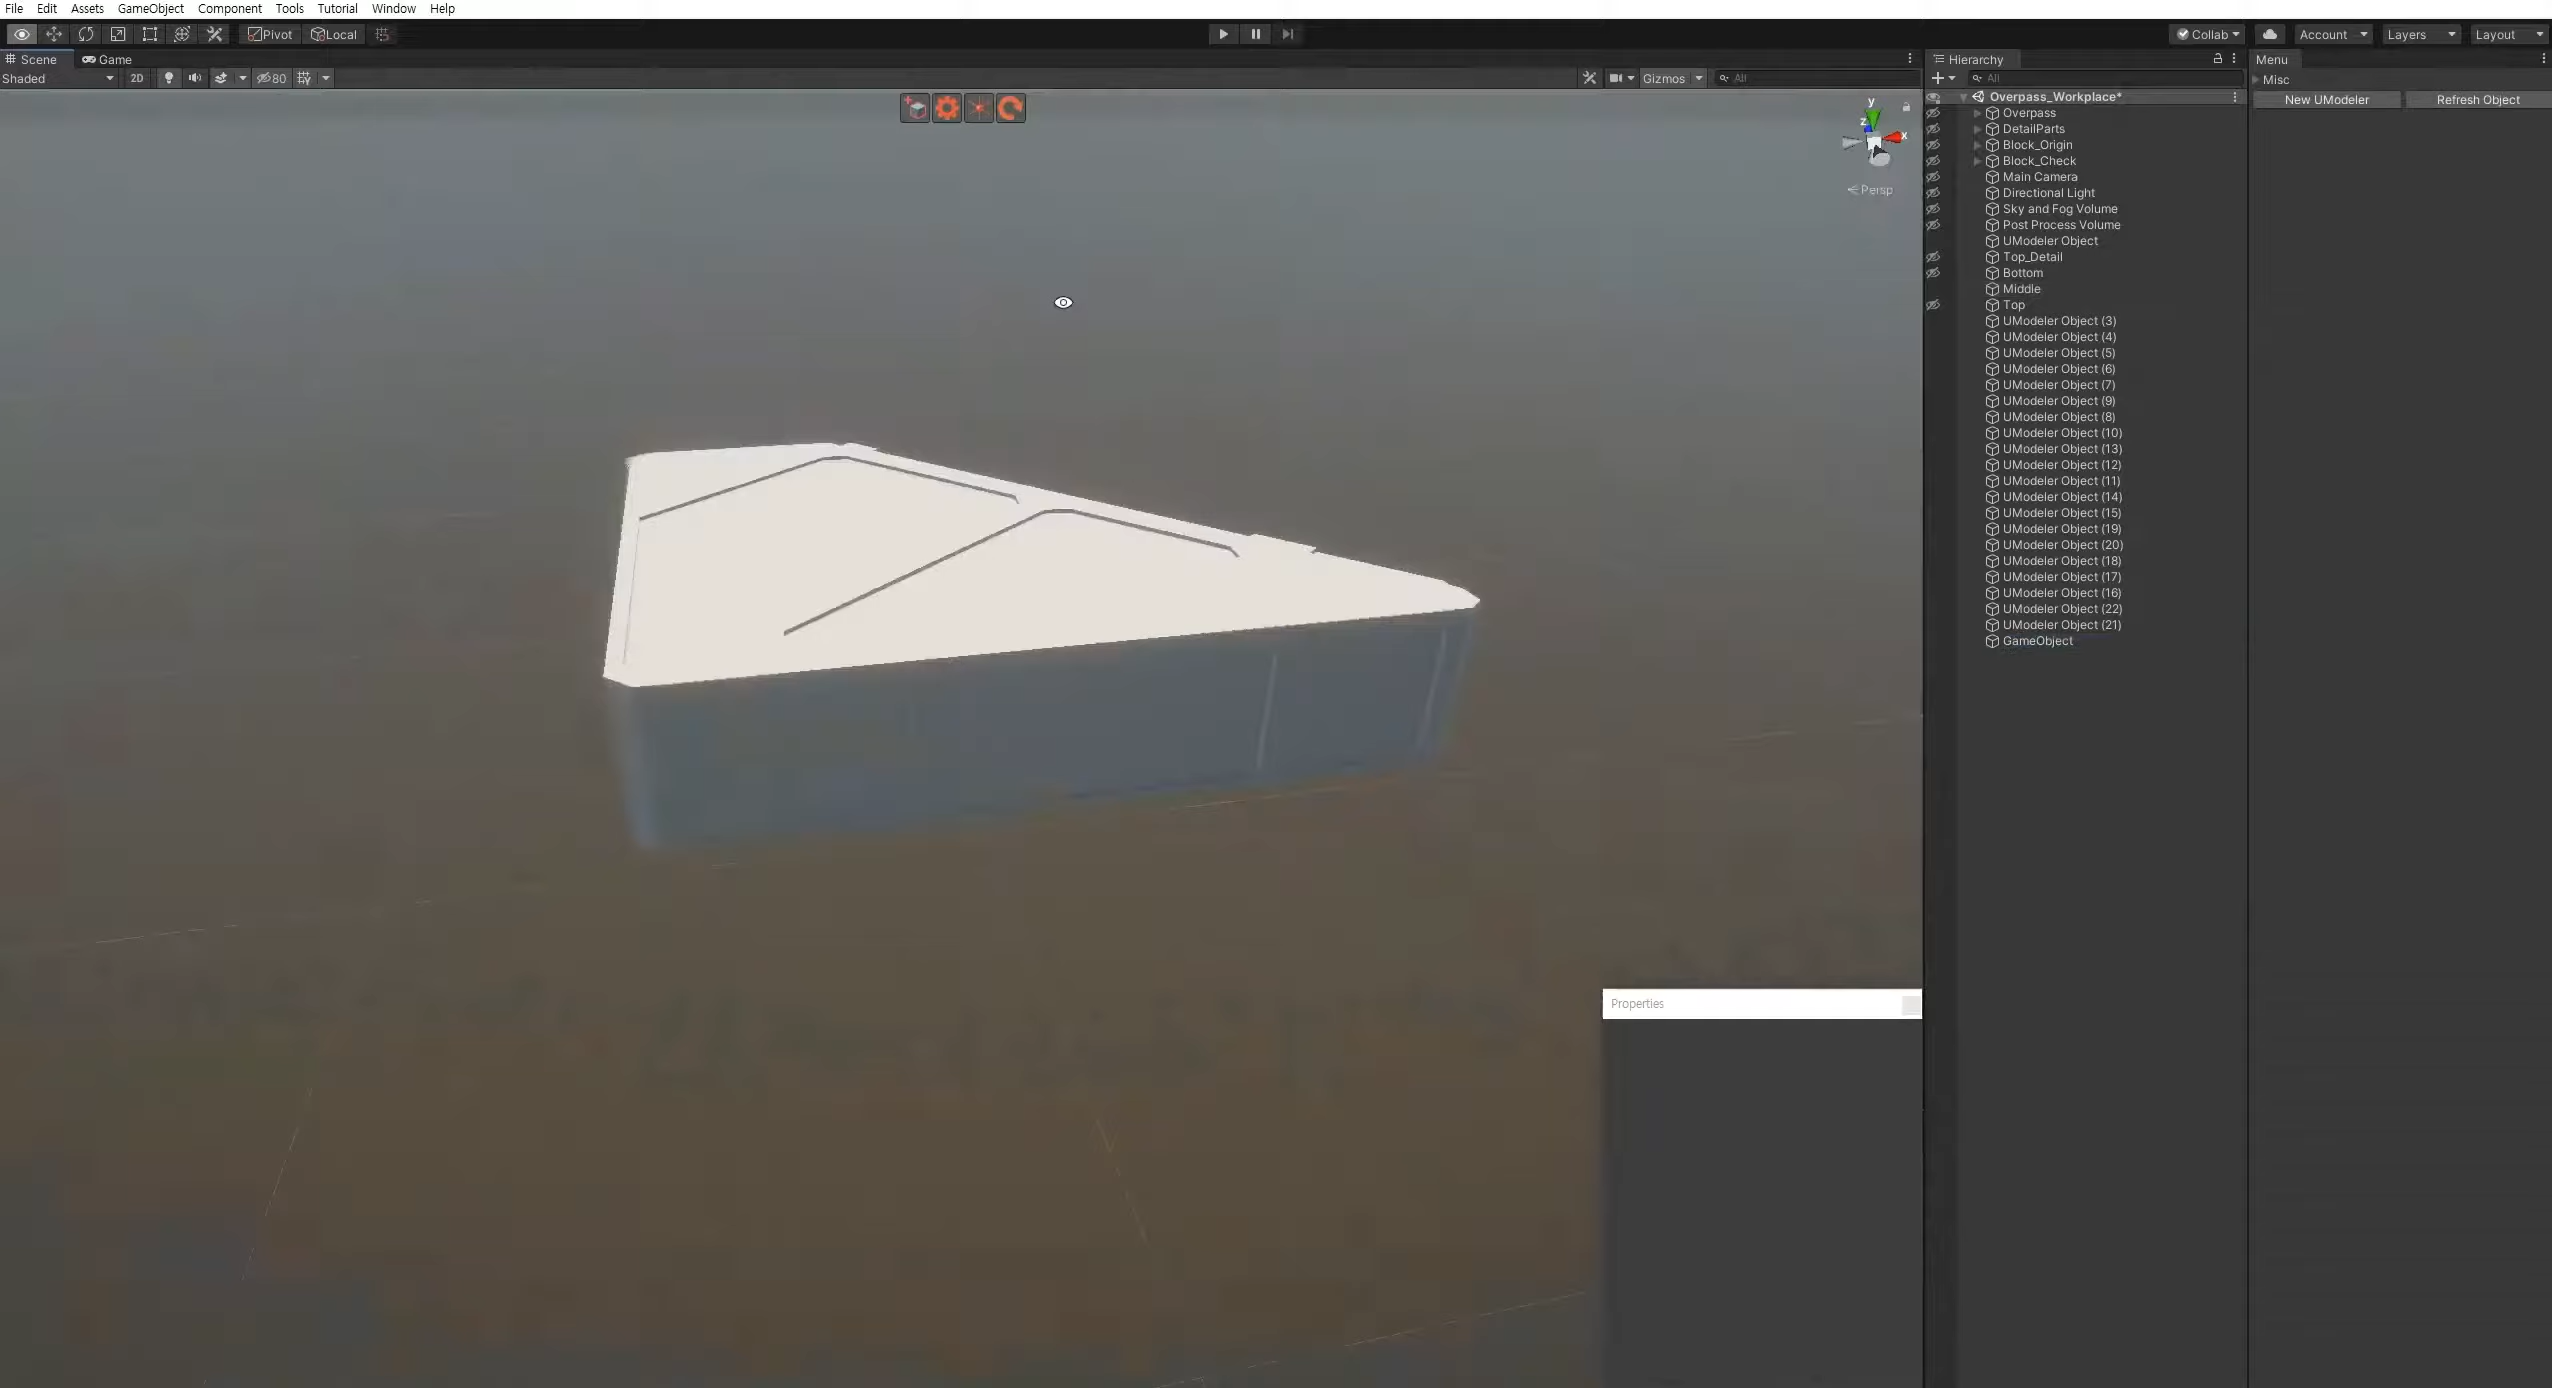 File Edit Assets GameObject Component Tools Tutorial Window Help
Pivot Local Collab Account Layers Layout
Scene Game Hierarchy Menu
Shaded 2D 80 Gizmos All All Misc
Overpass_Workplace* New UModeler Refresh Object
Overpass
DetailParts
Block_Origin
Block_Check
Main Camera
Directional Light
Sky and Fog Volume
Post Process Volume
UModeler Object
Top_Detail
Bottom
Middle
Top
UModeler Object (3)
UModeler Object (4)
UModeler Object (5)
UModeler Object (6)
UModeler Object (7)
UModeler Object (9)
UModeler Object (8)
UModeler Object (10)
UModeler Object (13)
UModeler Object (12)
UModeler Object (11)
UModeler Object (14)
UModeler Object (15)
UModeler Object (19)
UModeler Object (20)
UModeler Object (18)
UModeler Object (17)
UModeler Object (16)
UModeler Object (22)
UModeler Object (21)
GameObject
y
z x
Persp
Properties